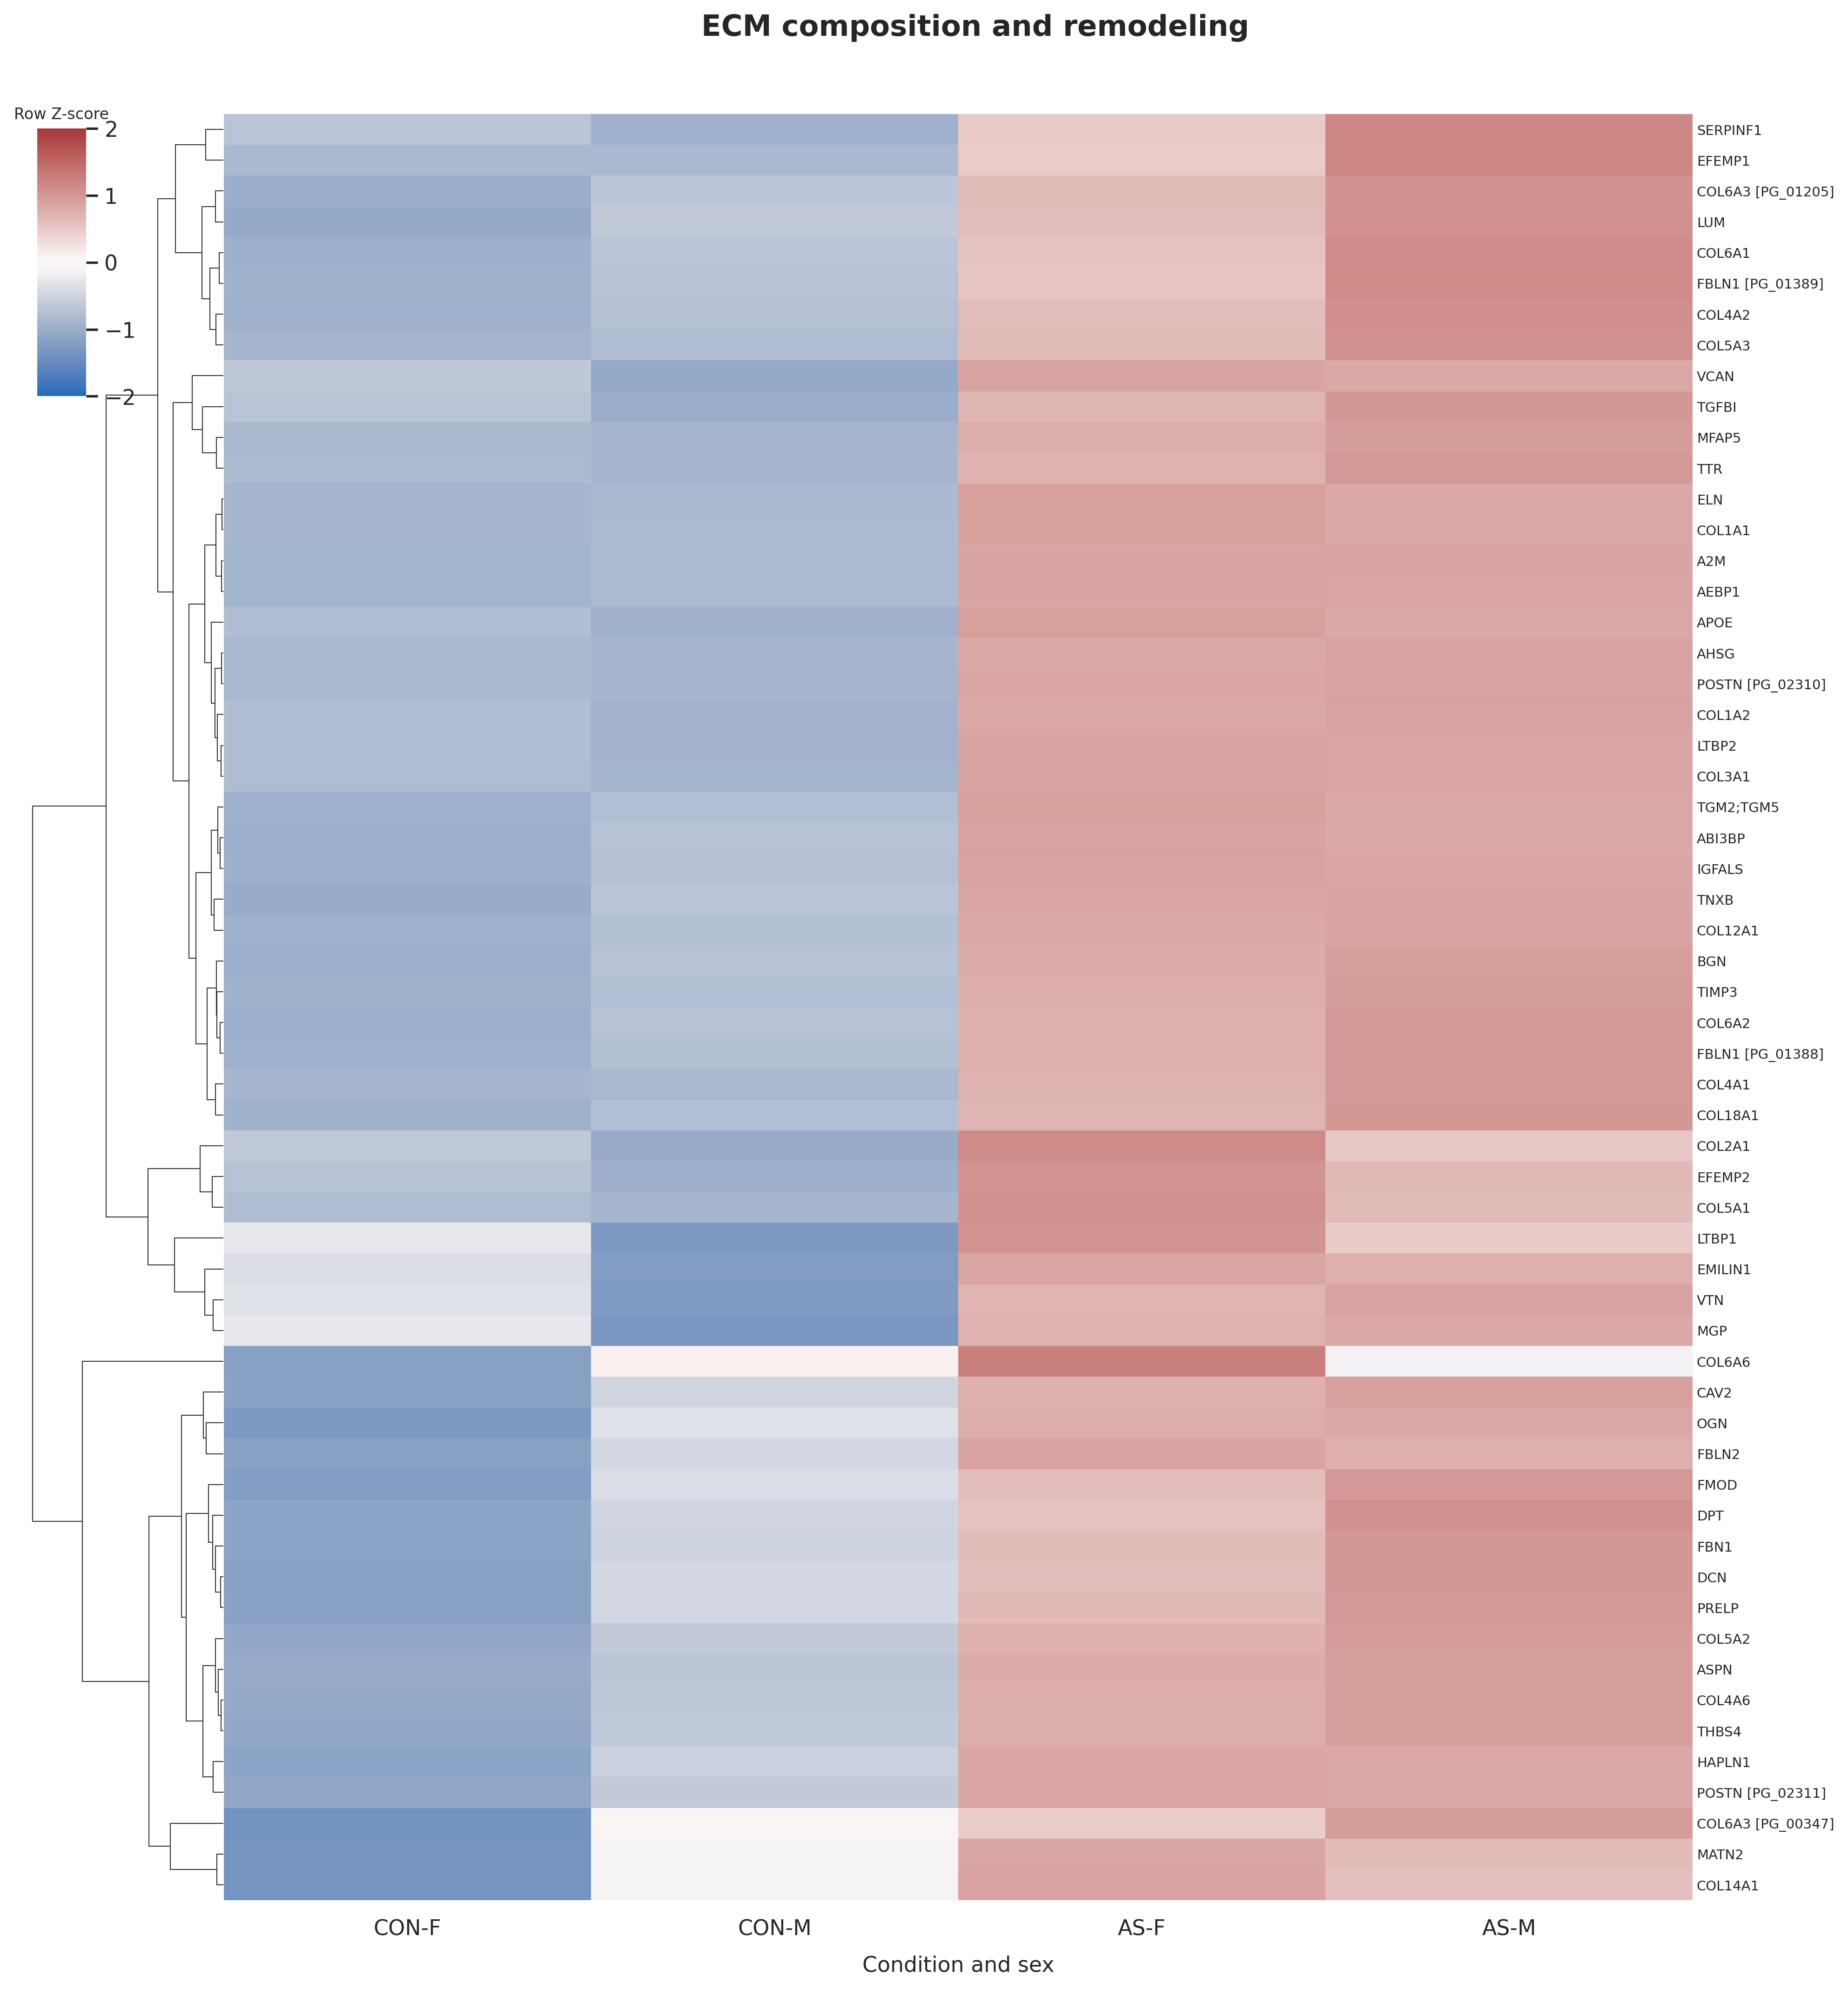 ECM composition and remodeling
Row Z-score
2
1
0
−1
−2
SERPINF1
EFEMP1
COL6A3 [PG_01205]
LUM
COL6A1
FBLN1 [PG_01389]
COL4A2
COL5A3
VCAN
TGFBI
MFAP5
TTR
ELN
COL1A1
A2M
AEBP1
APOE
AHSG
POSTN [PG_02310]
COL1A2
LTBP2
COL3A1
TGM2;TGM5
ABI3BP
IGFALS
TNXB
COL12A1
BGN
TIMP3
COL6A2
FBLN1 [PG_01388]
COL4A1
COL18A1
COL2A1
EFEMP2
COL5A1
LTBP1
EMILIN1
VTN
MGP
COL6A6
CAV2
OGN
FBLN2
FMOD
DPT
FBN1
DCN
PRELP
COL5A2
ASPN
COL4A6
THBS4
HAPLN1
POSTN [PG_02311]
COL6A3 [PG_00347]
MATN2
COL14A1
CON-F CON-M AS-F AS-M
Condition and sex